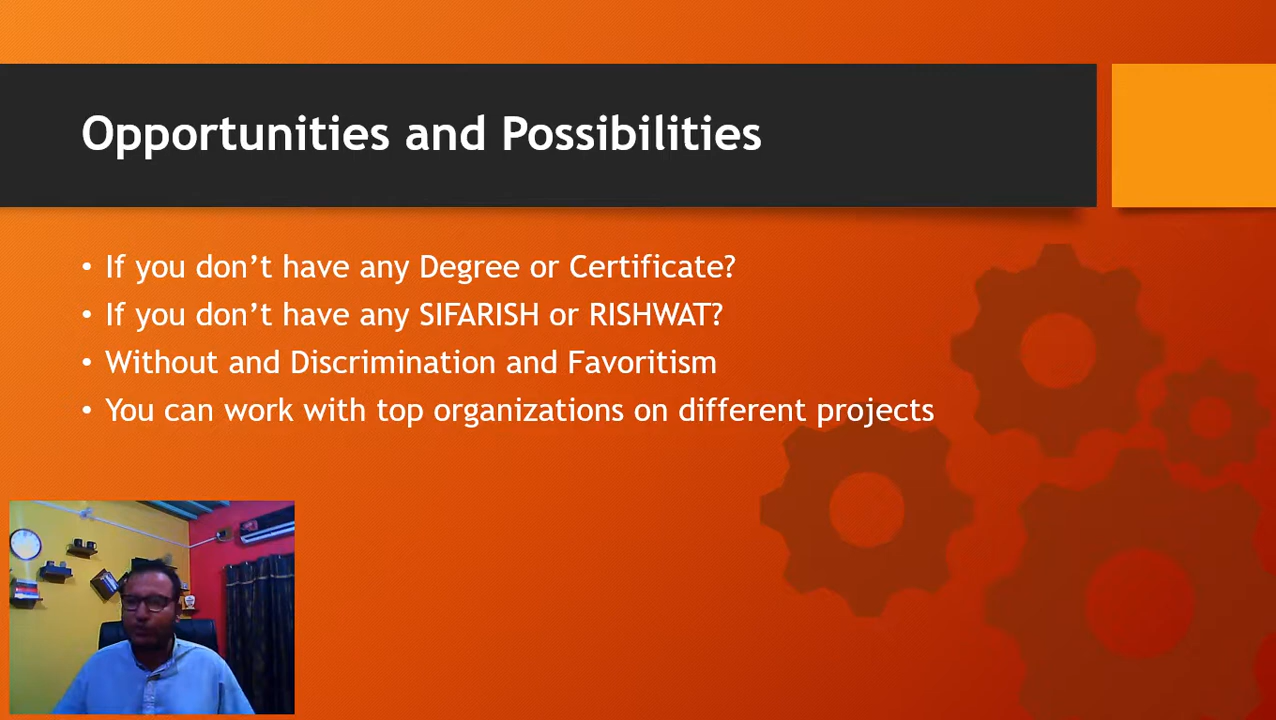 Opportunities and Possibilities
• If you don't have any Degree or Certificate?
• If you don't have any SIFARISH or RISHWAT?
• Without and Discrimination and Favoritism
• You can work with top organizations on different projects